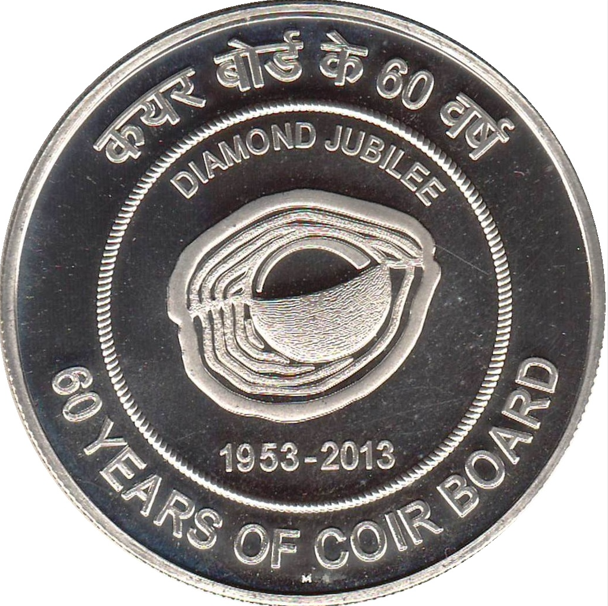 कयर बोर्ड के 60 वर्ष
DIAMOND JUBILEE
1953-2013
60 YEARS OF COIR BOARD
M